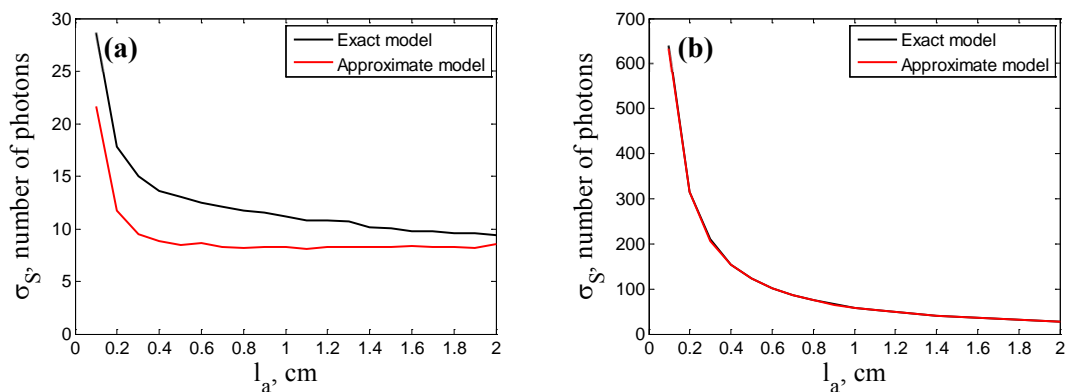 (a)
Exact model
Approximate model
σS, number of photons
30
25
20
15
10
5
0
0 0.2 0.4 0.6 0.8 1 1.2 1.4 1.6 1.8 2
la, cm
(b)
Exact model
Approximate model
σS, number of photons
700
600
500
400
300
200
100
0
0 0.2 0.4 0.6 0.8 1 1.2 1.4 1.6 1.8 2
la, cm